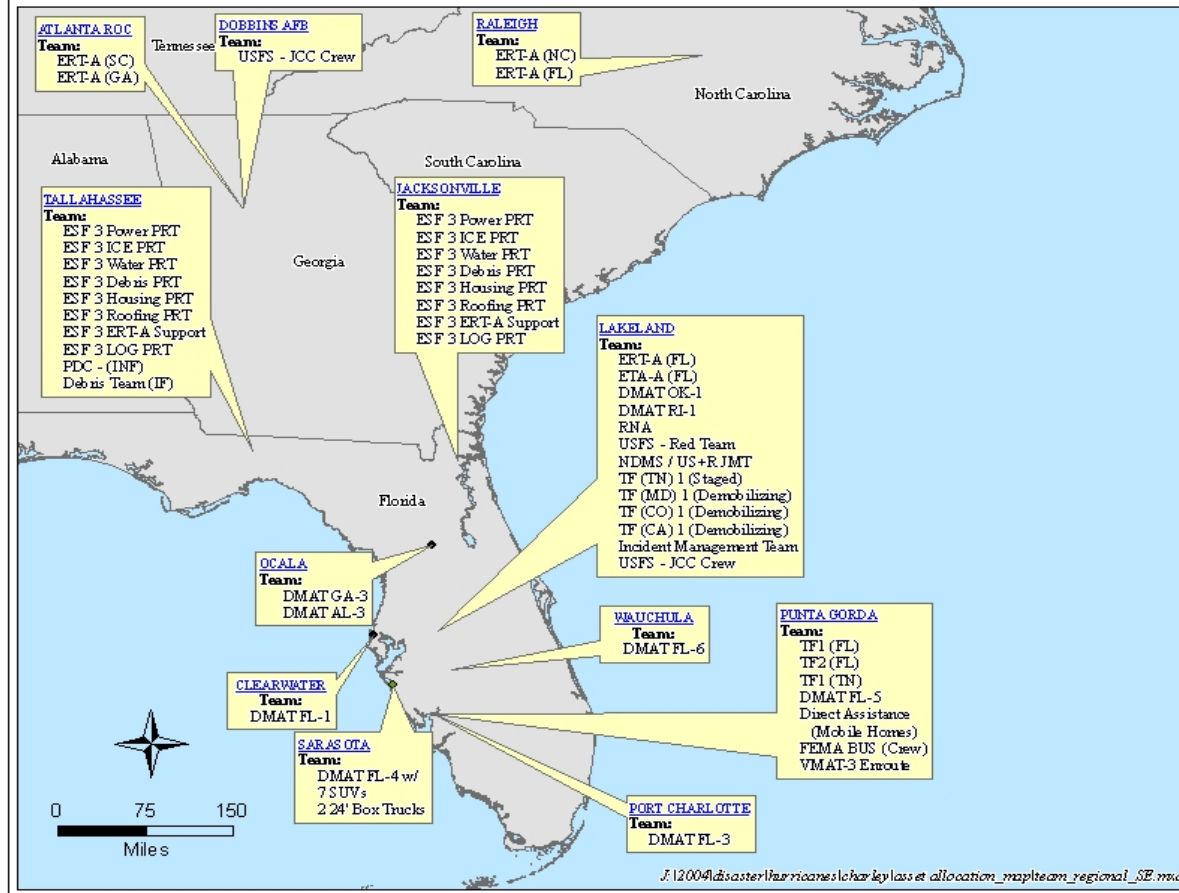 ATLANTA ROC
Team:
ERT-A (SC)
ERT-A (GA)
Tennessee
DOBBINS AFB
Team:
USFS - JCC Crew
RALEIGH
Team:
ERT-A (NC)
ERT-A (FL)
North Carolina
Alabama
South Carolina
Georgia
TALLAHASSEE
Team:
ESF 3 Power PRT
ESF 3 ICE PRT
ESF 3 Water PRT
ESF 3 Debris PRT
ESF 3 Housing PRT
ESF 3 Roofing PRT
ESF 3 ERT-A Support
ESF 3 LOG PRT
PDC - (INF)
Debris Team (IF)
JACKSONVILLE
Team:
ESF 3 Power PRT
ESF 3 ICE PRT
ESF 3 Water PRT
ESF 3 Debris PRT
ESF 3 Housing PRT
ESF 3 Roofing PRT
ESF 3 ERT-A Support
ESF 3 LOG PRT
LAKELAND
Team:
ERT-A (FL)
ETA-A (FL)
DMAT OK-1
DMAT RI-1
RNA
USFS - Red Team
NDMS / US+R JMT
TF (TN) 1 (Staged)
TF (MD) 1 (Demobilizing)
TF (CO) 1 (Demobilizing)
TF (CA) 1 (Demobilizing)
Incident Management Team
USFS - JCC Crew
Florida
OCALA
Team:
DMAT GA-3
DMAT AL-3
WAUCHULA
Team:
DMAT FL-6
PUNTA GORDA
Team:
TF1 (FL)
TF2 (FL)
TF1 (TN)
DMAT FL-5
Direct Assistance
(Mobile Homes)
FEMA BUS (Crew)
VMAT-3 Enroute
CLEARWATER
Team:
DMAT FL-1
SARASOTA
Team:
DMAT FL-4 w/
7 SUVs
2 24' Box Trucks
PORT CHARLOTTE
Team:
DMAT FL-3
0 75 150
Miles
J:\2004\disaster\hurricanes\charley\asset allocation_map\team_regional_SE.mxd